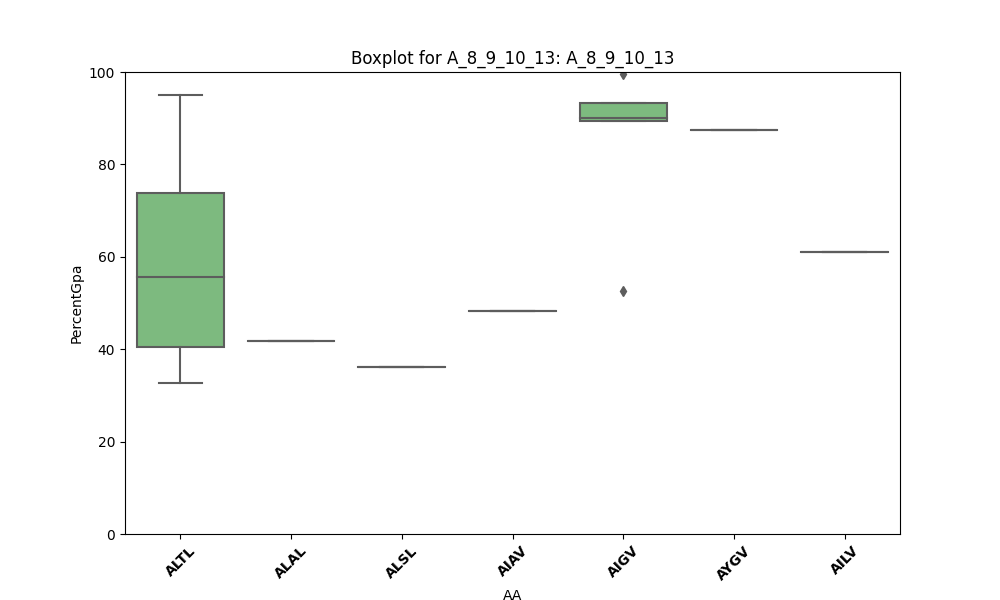 Boxplot for A_8_9_10_13: A_8_9_10_13
100
80
60
40
20
0
PercentGpa
ALTL
ALAL
ALSL
AIAV
AIGV
AYGV
AILV
AA